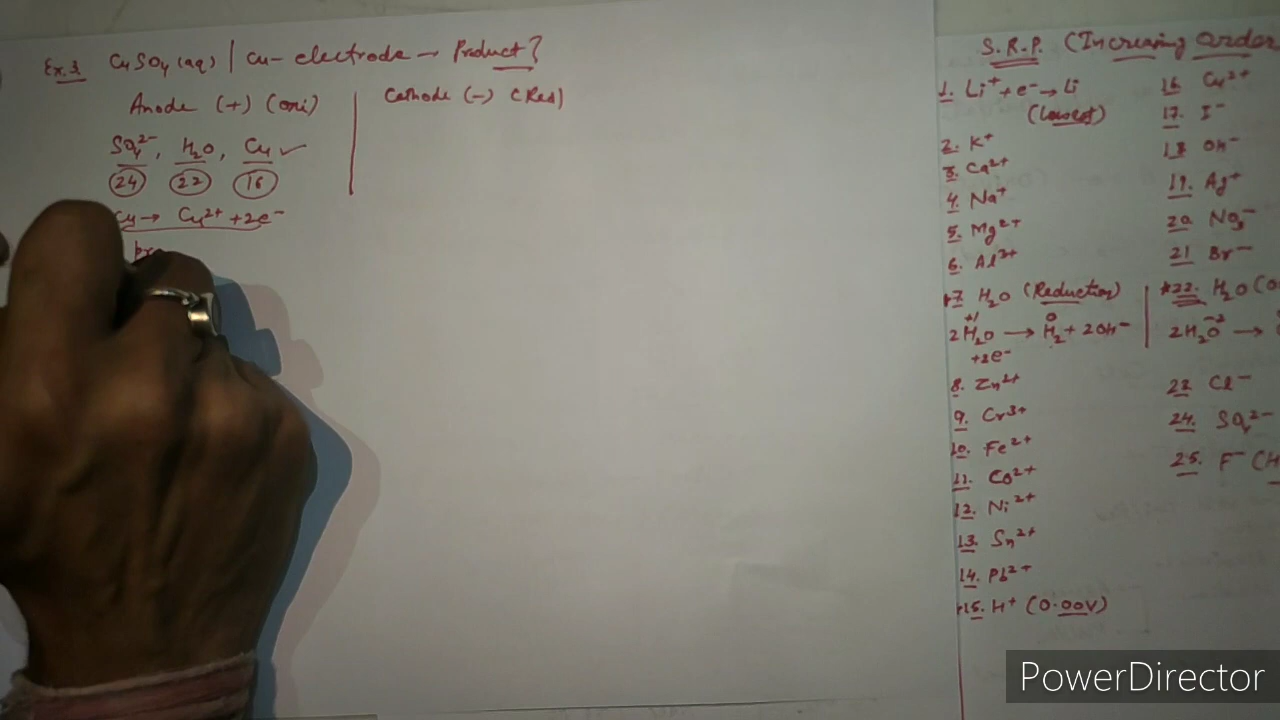 Ex.3. CuSO4 (aq) | Cu- electrode → Product?
Anode (+) (oxi)
SO4²⁻, H2O, Cu ✓
24 22 16
Cu → Cu²⁺ + 2e⁻
Cathode (-) (Red)
S.R.P. (Increasing Order
1. Li⁺ + e⁻ → Li
(lowest)
2. K⁺
3. Ca²⁺
4. Na⁺
5. Mg²⁺
6. Al³⁺
*7. H2O (Reduction)
2H2O → H2 + 2OH⁻
+1 0
+2e⁻
8. Zn²⁺
9. Cr³⁺
10. Fe²⁺
11. Co²⁺
12. Ni²⁺
13. Sn²⁺
14. Pb²⁺
*15. H⁺ (0.00V)
16. Cu²⁺
17. I⁻
18 OH⁻
19. Ag⁺
20 NO3⁻
21 Br⁻
*22. H2O (O
2H2O⁻² →
23 Cl⁻
24. SO4²⁻
25. F⁻ (H
PowerDirector